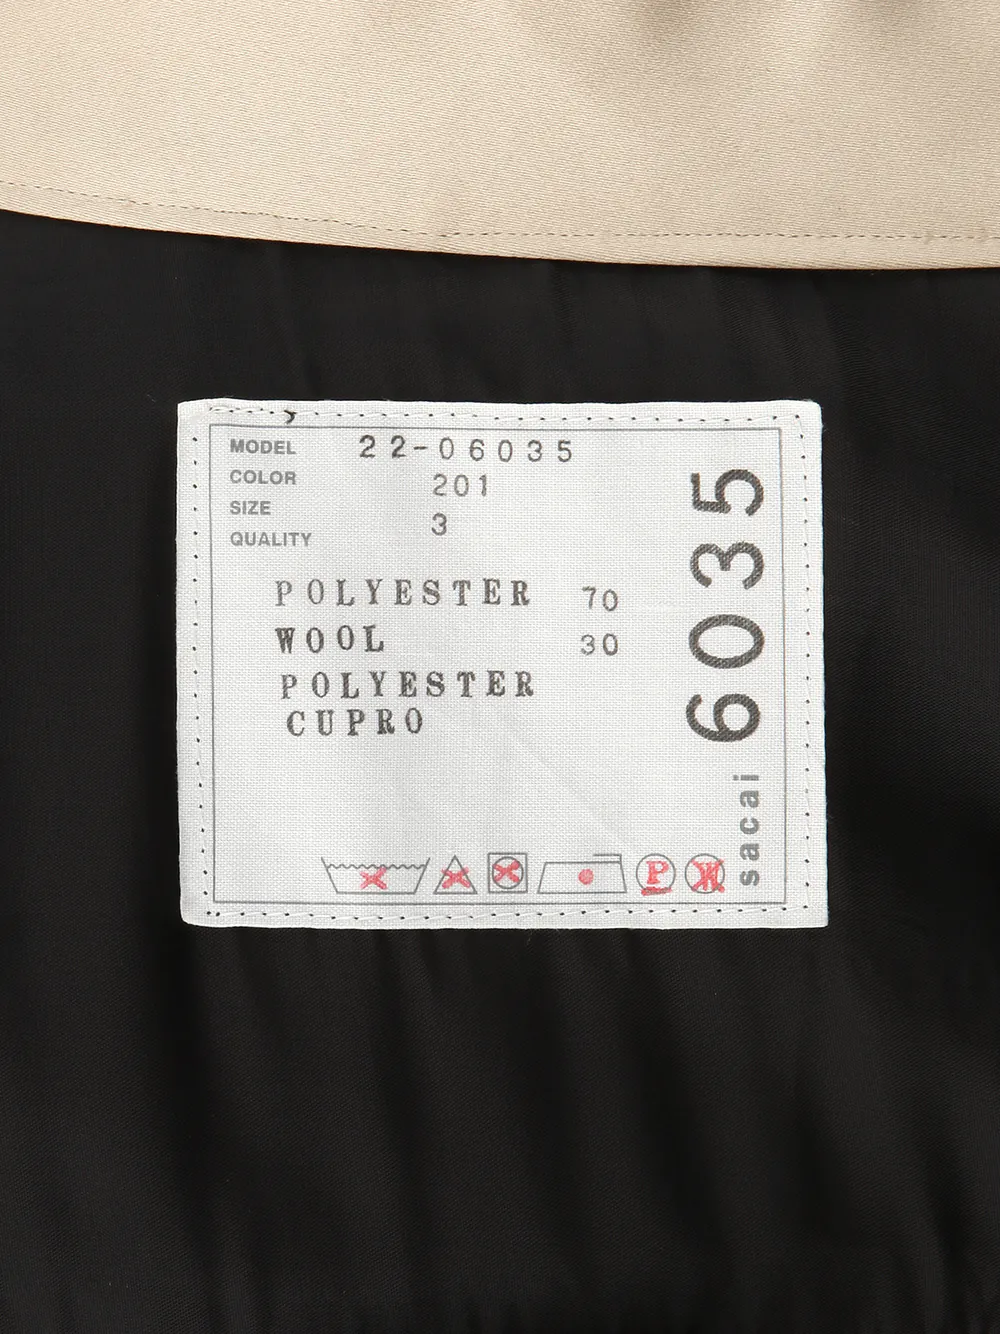 MODEL 22-06035
COLOR 201
SIZE 3
QUALITY
POLYESTER 70
WOOL 30
POLYESTER
CUPRO
sacai 6035
P
W